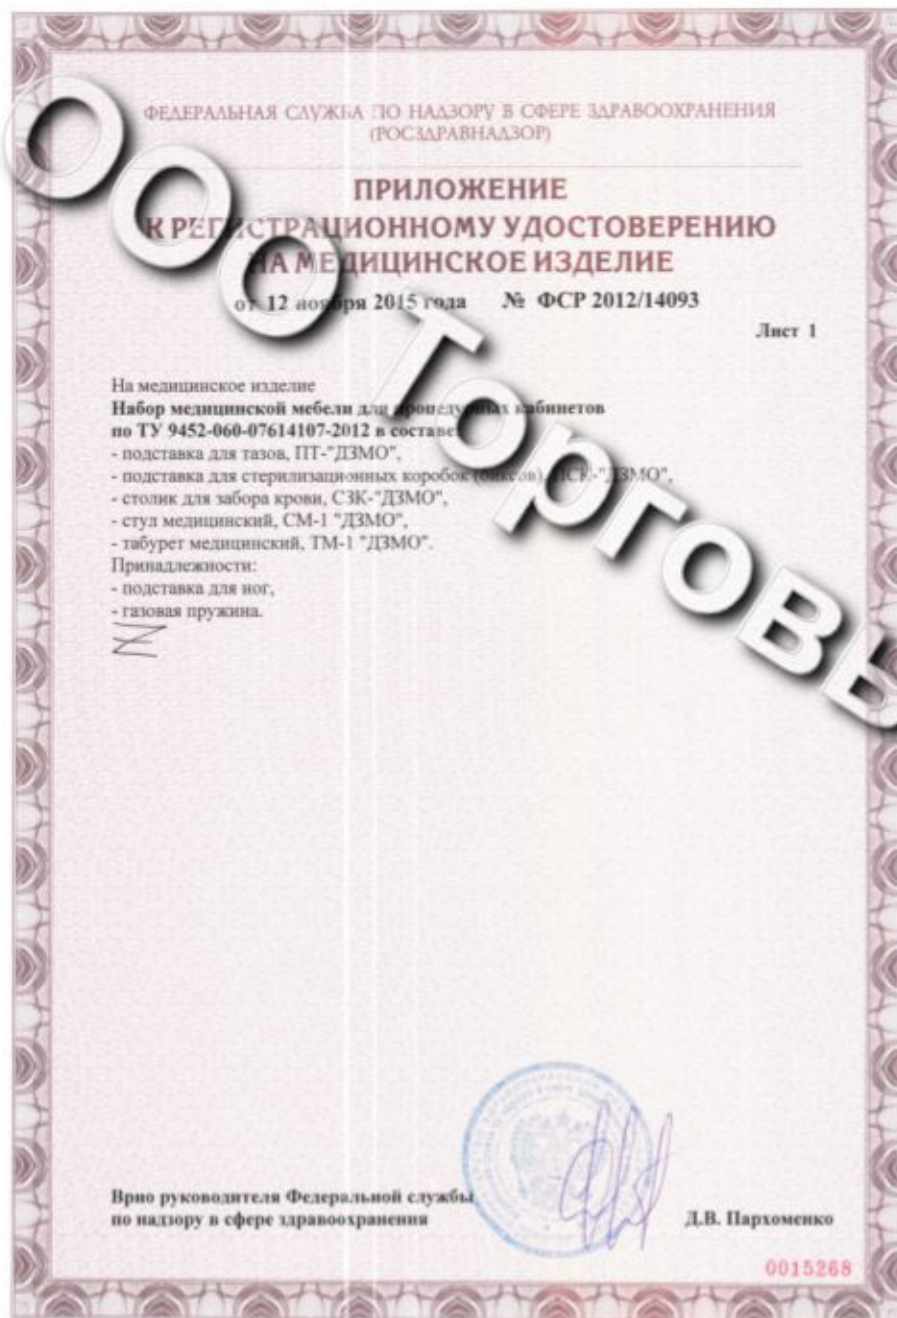 ФЕДЕРАЛЬНАЯ СЛУЖБА ПО НАДЗОРУ В СФЕРЕ ЗДРАВООХРАНЕНИЯ
(РОСЗДРАВНАДЗОР)
ПРИЛОЖЕНИЕ
К РЕГИСТРАЦИОННОМУ УДОСТОВЕРЕНИЮ
НА МЕДИЦИНСКОЕ ИЗДЕЛИЕ
от 12 ноября 2015 года № ФСР 2012/14093
Лист 1
На медицинское изделие
Набор медицинской мебели для процедурных кабинетов
по ТУ 9452-060-07614107-2012 в составе:
- подставка для тазов, ПТ-"ДЗМО",
- подставка для стерилизационных коробок (биксов), ПСК-"ДЗМО",
- столик для забора крови, СЗК-"ДЗМО",
- стул медицинский, СМ-1 "ДЗМО",
- табурет медицинский, ТМ-1 "ДЗМО".
Принадлежности:
- подставка для ног,
- газовая пружина.
ООО Торговы
Врио руководителя Федеральной службы
по надзору в сфере здравоохранения
Д.В. Пархоменко
0015268